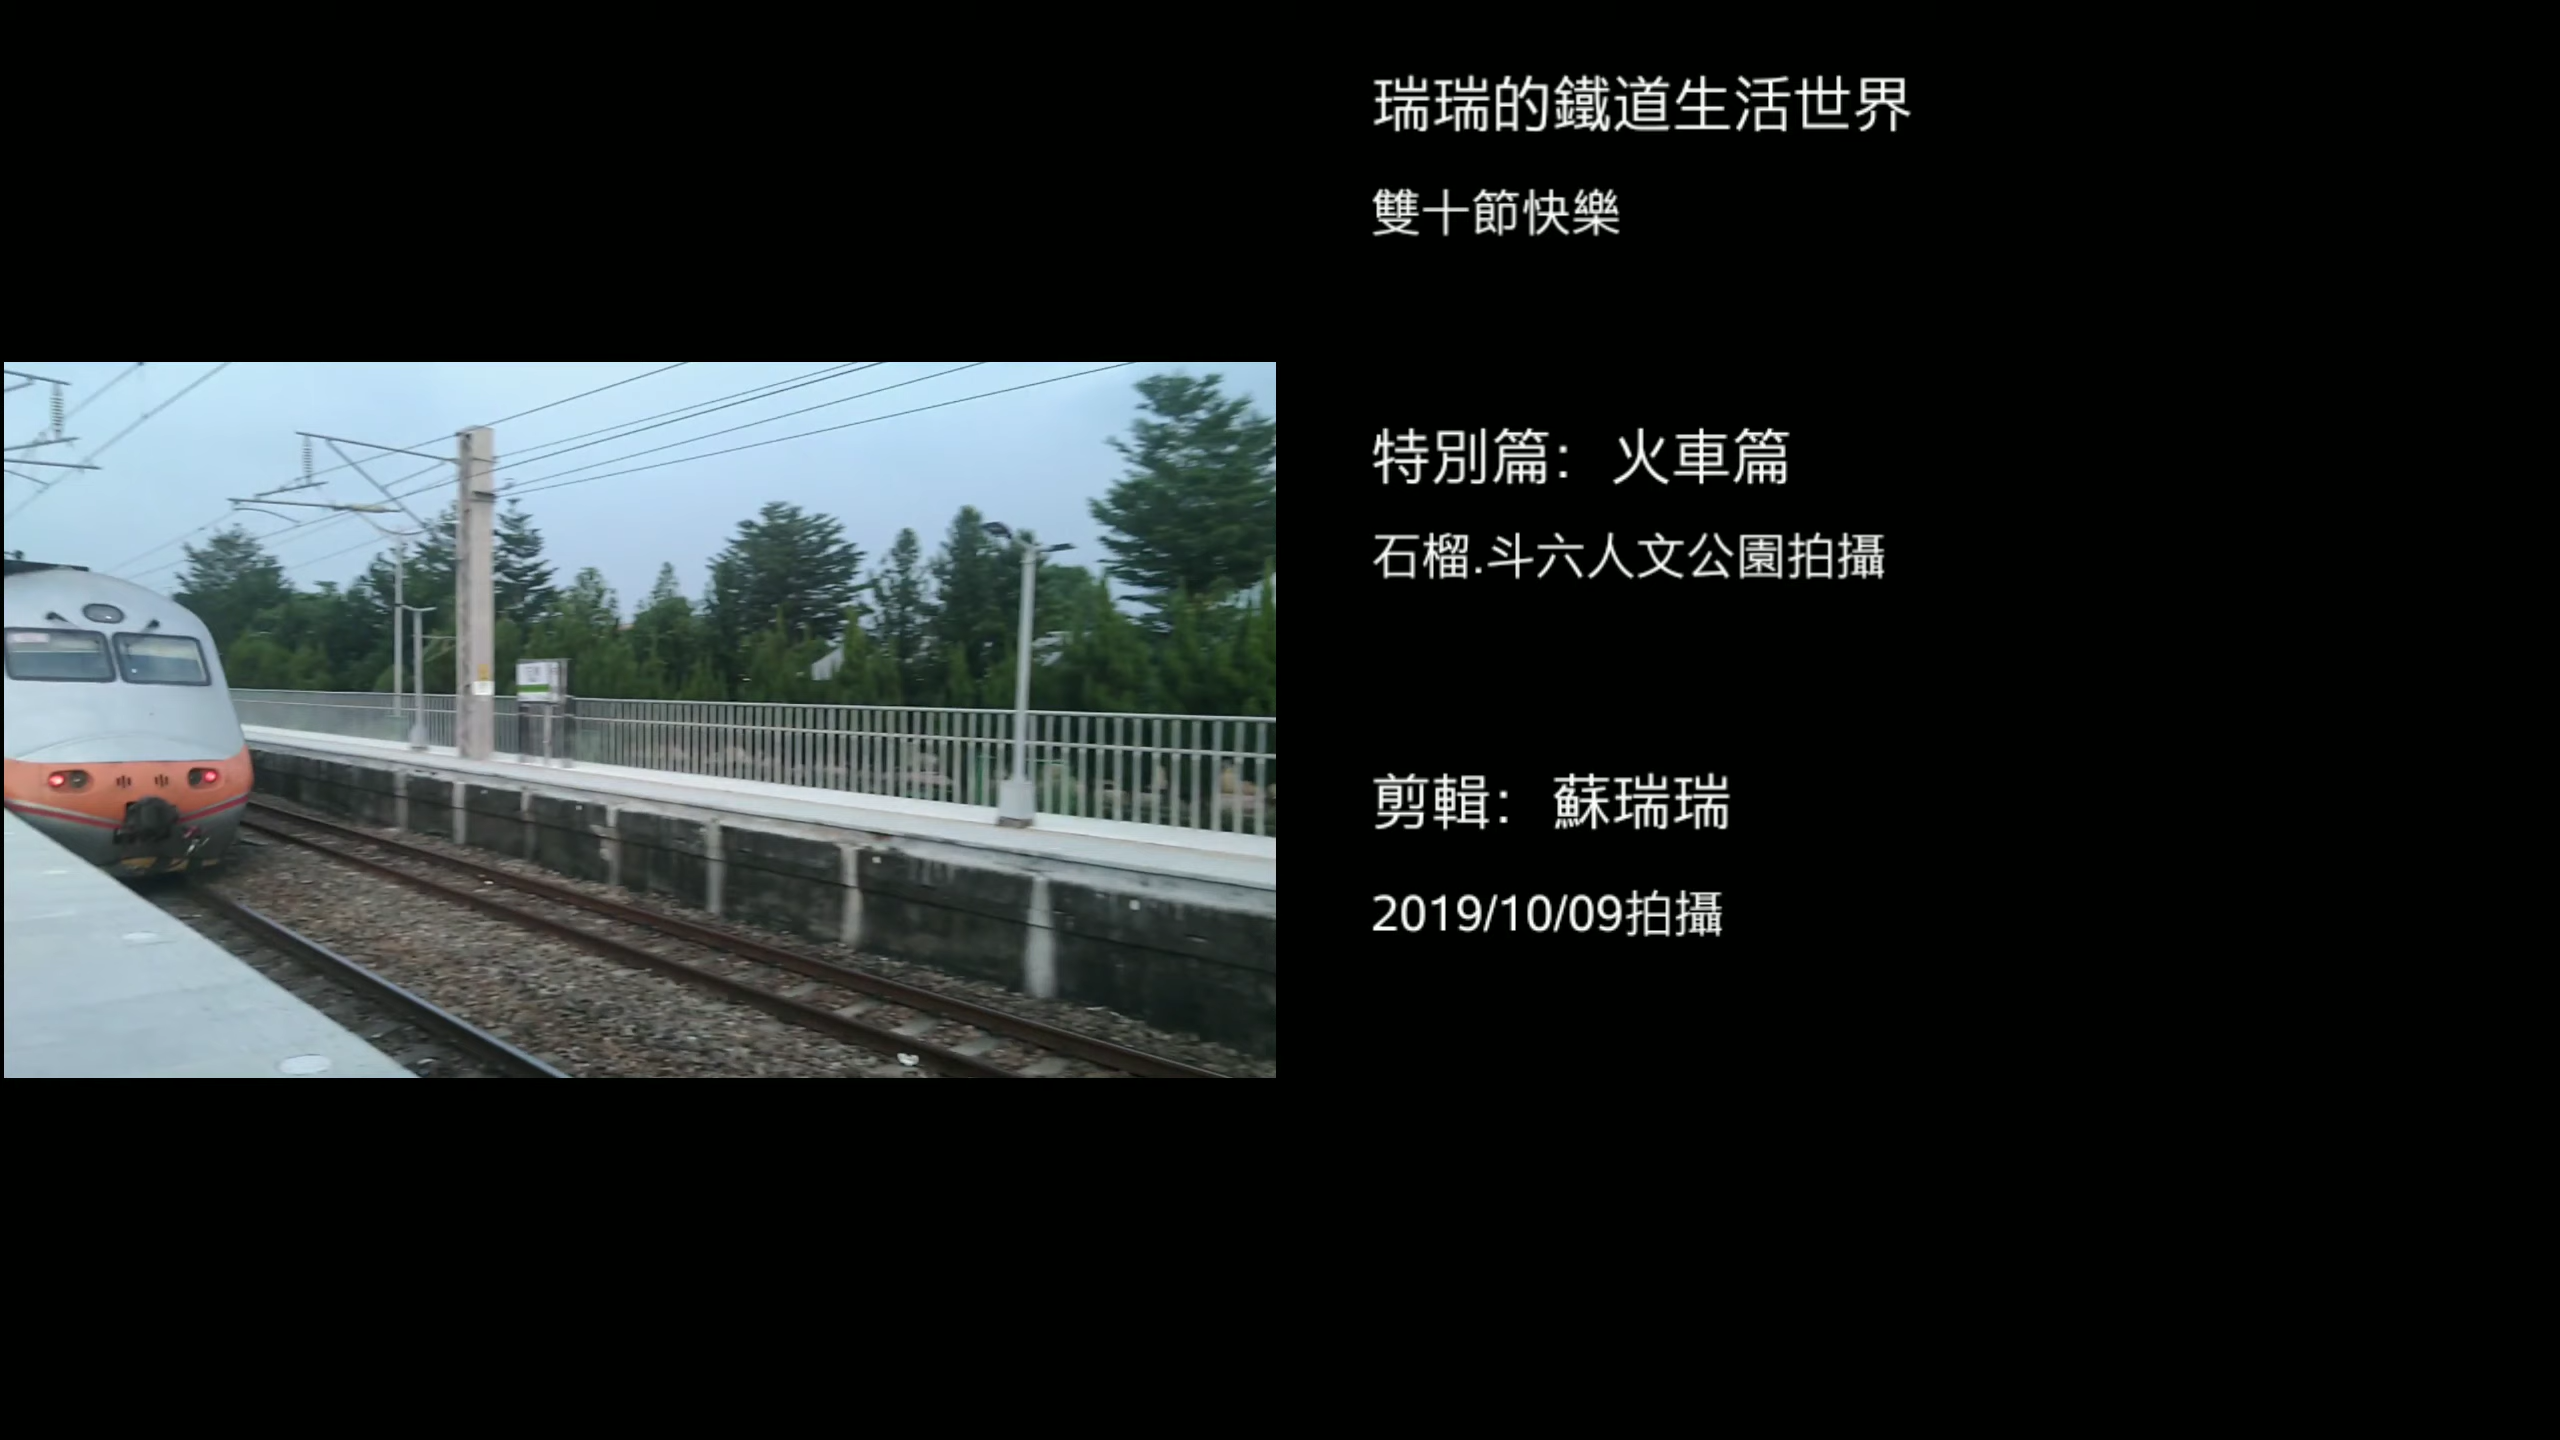 瑞瑞的鐵道生活世界
雙十節快樂
特別篇：火車篇
石榴.斗六人文公園拍攝
剪輯：蘇瑞瑞
2019/10/09拍攝